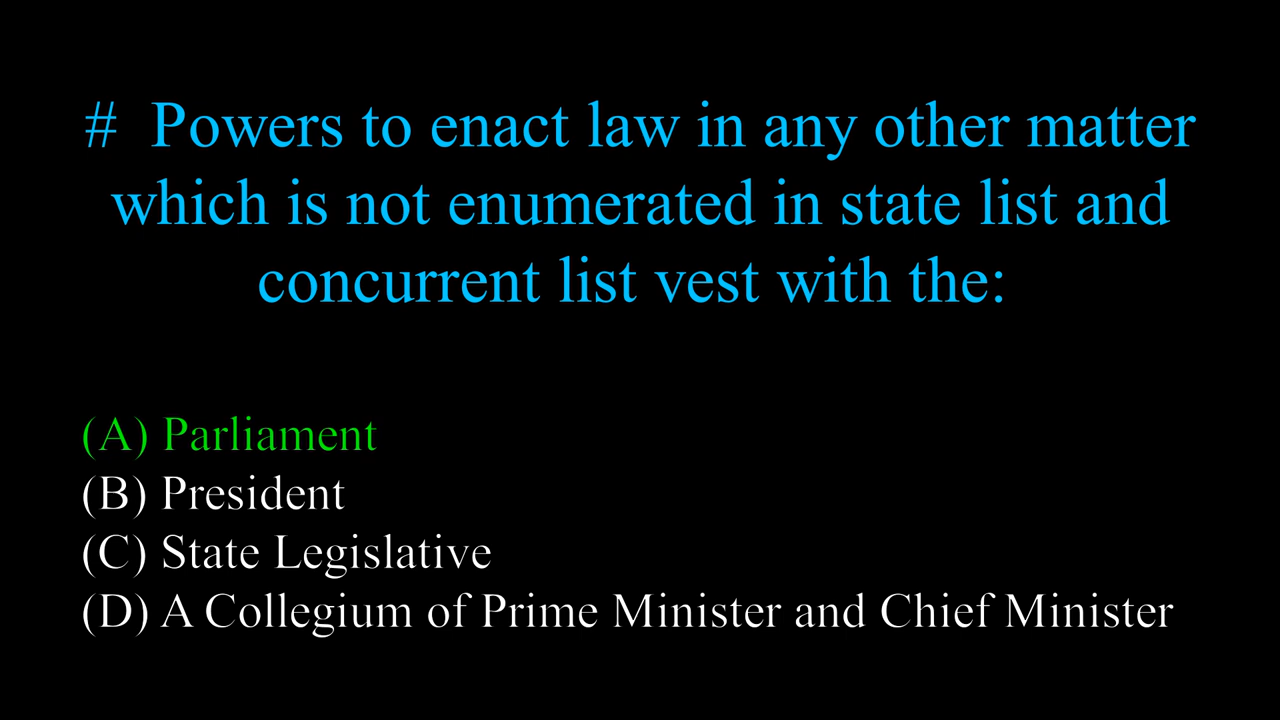 # Powers to enact law in any other matter
which is not enumerated in state list and
concurrent list vest with the:
(A) Parliament
(B) President
(C) State Legislative
(D) A Collegium of Prime Minister and Chief Minister